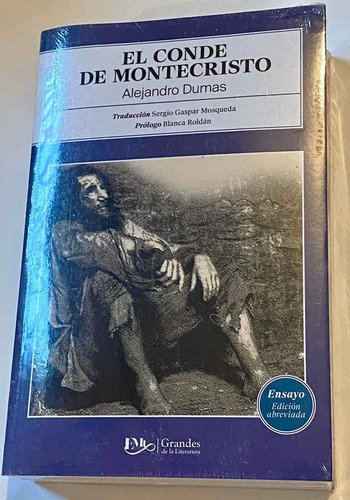 EL CONDE
DE MONTECRISTO
Alejandro Dumas
Traducción Sergio Gaspar Mosqueda
Prólogo Blanca Roldán
Ensayo
Edición
abreviada
EMU
Grandes
de la Literatura